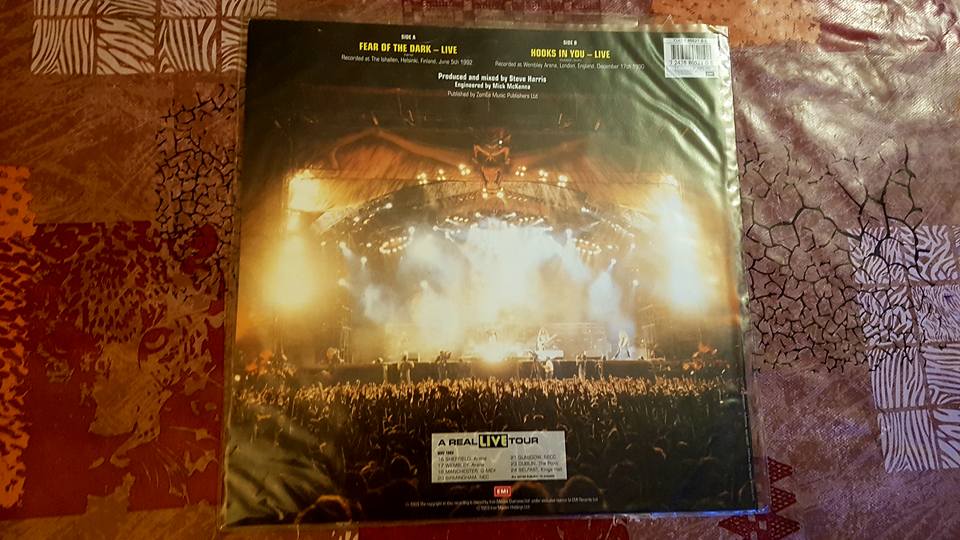 SIDE A
FEAR OF THE DARK – LIVE
Recorded at The Ishallen, Helsinki, Finland, June 5th 1992
SIDE B
HOOKS IN YOU – LIVE
Recorded at Wembley Arena, London, England, December 17th 1990
Produced and mixed by Steve Harris
Engineered by Mick McKenna
Published by Zomba Music Publishers Ltd
A REAL LIVE TOUR
16 SHEFFIELD, Arena
17 WEMBLEY, Arena
18 MANCHESTER, G-MEX
20 BIRMINGHAM, NEC
21 GLASGOW, SECC
23 DUBLIN, The Point
24 BELFAST, Kings Hall
EMI